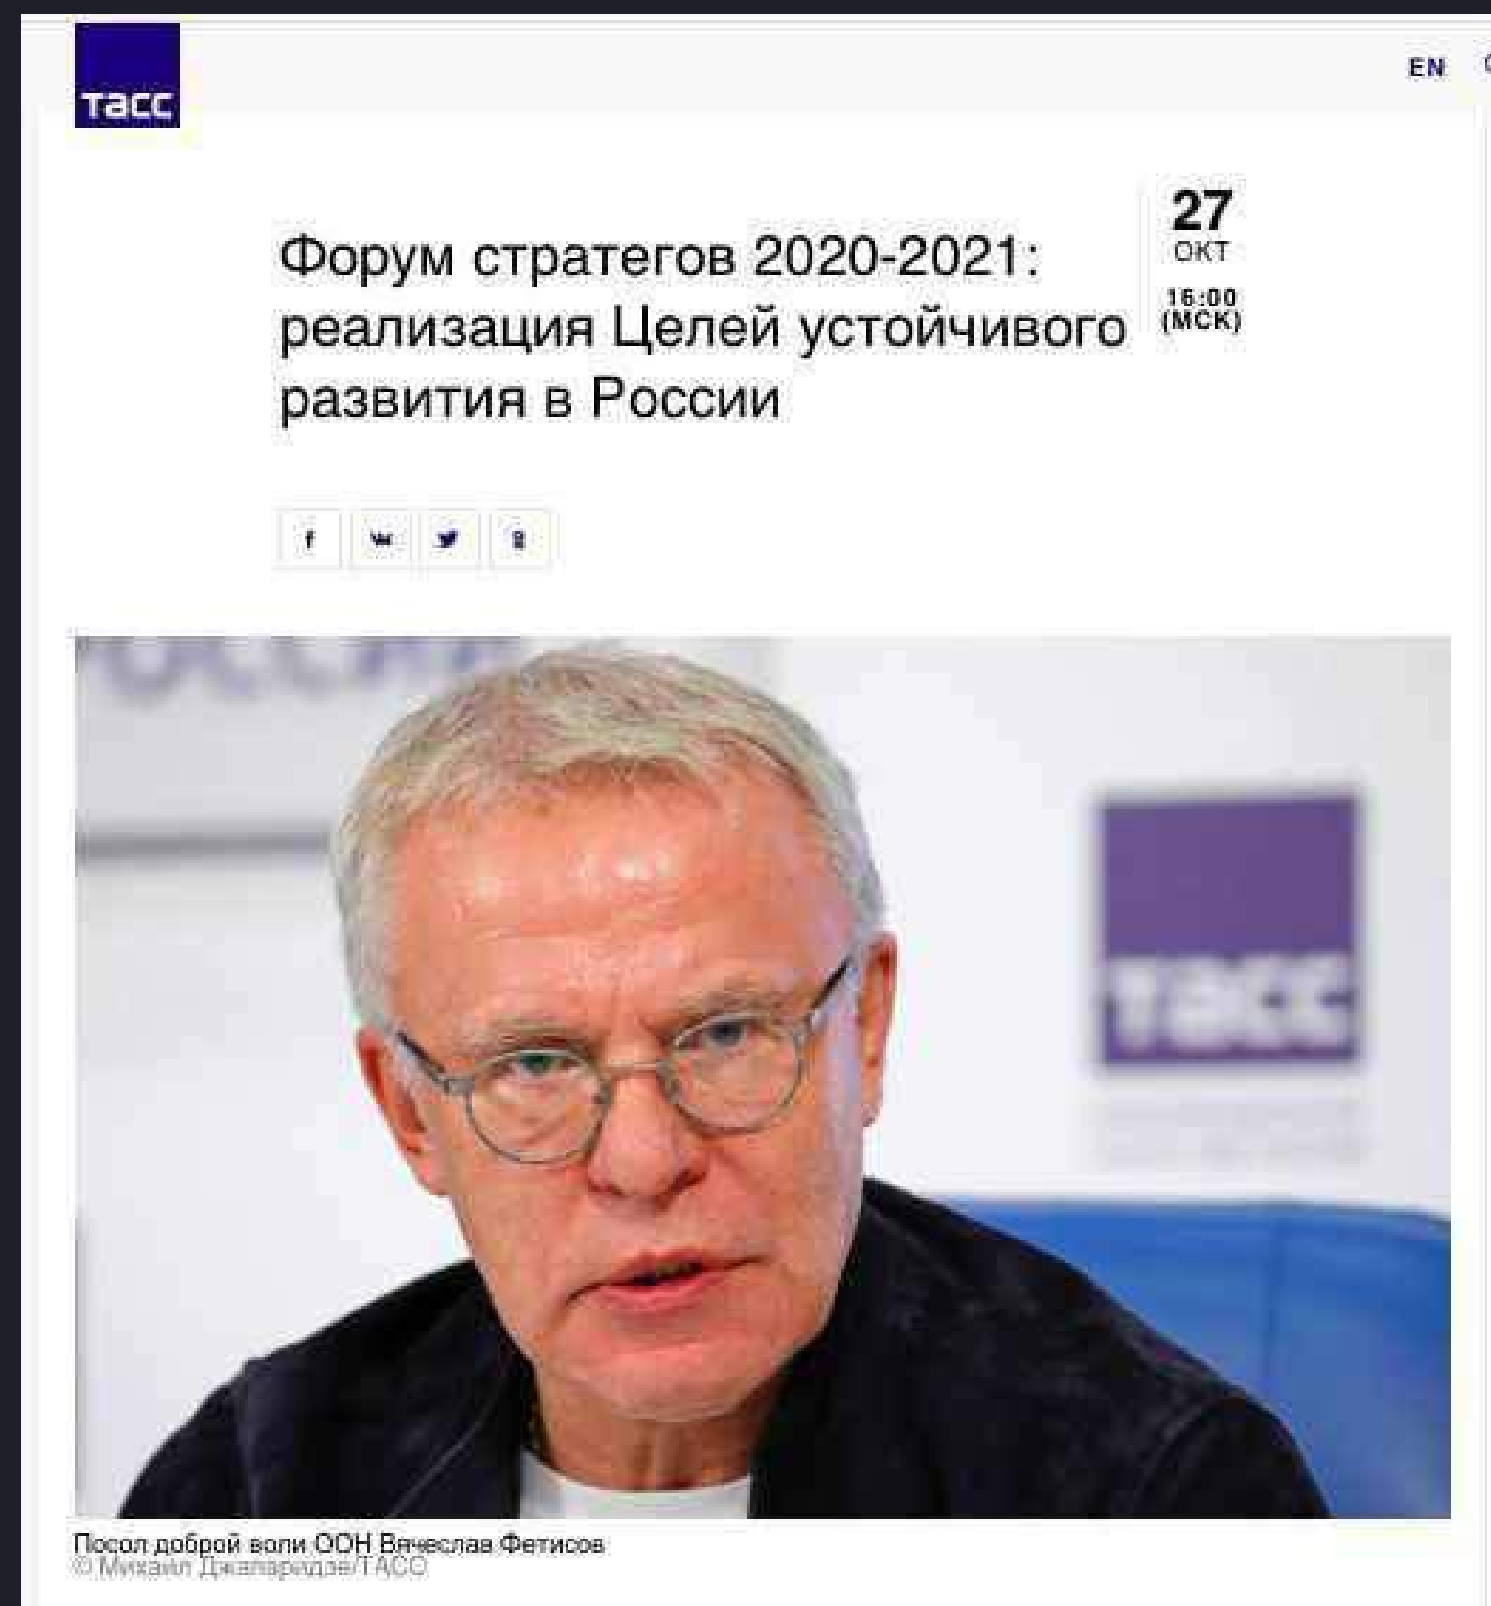 тасс
EN
Форум стратегов 2020-2021:
реализация Целей устойчивого
развития в России
27
ОКТ
16:00
(МСК)
РОССИИ
тасс
Посол доброй воли ООН Вячеслав Фетисов
© Михаил Джапаридзе/ТАСС